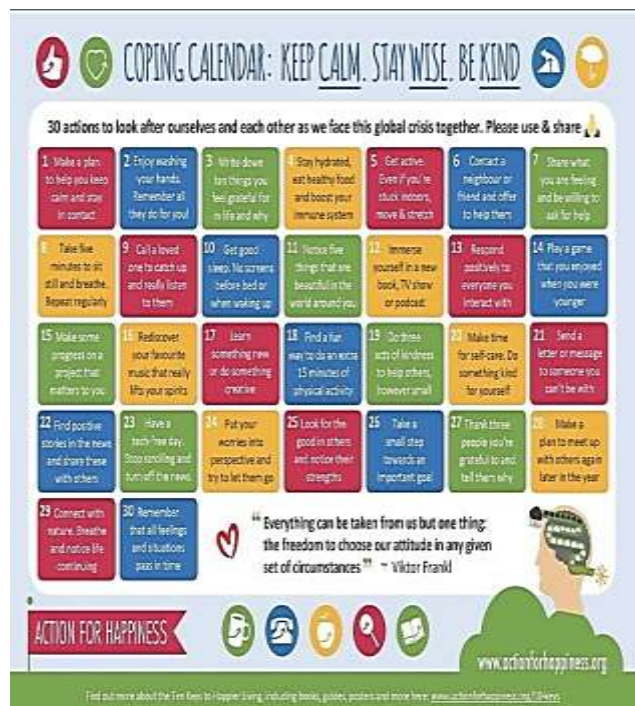 COPING CALENDAR: KEEP CALM. STAY WISE. BE KIND
30 actions to look after ourselves and each other as we face this global crisis together. Please use & share
1 Make a plan
to help you keep
calm and stay
in contact
2 Enjoy washing
your hands.
Remember all
they do for you!
3 Write down
ten things you
feel grateful for
in life and why
4 Stay hydrated,
eat healthy food
and boost your
immune system
5 Get active.
Even if you're
stuck indoors,
move & stretch
6 Contact a
neighbour or
friend and offer
to help them
7 Share what
you are feeling
and be willing to
ask for help
8 Take five
minutes to sit
still and breathe.
Repeat regularly
9 Call a loved
one to catch up
and really listen
to them
10 Get good
sleep. No screens
before bed or
when waking up
11 Notice five
things that are
beautiful in the
world around you
12 Immerse
yourself in a new
book, TV show
or podcast
13 Respond
positively to
everyone you
interact with
14 Play a game
that you enjoyed
when you were
younger
15 Make some
progress on a
project that
matters to you
16 Rediscover
your favourite
music that really
lifts your spirits
17 Learn
something new
or do something
creative
18 Find a fun
way to do an extra
15 minutes of
physical activity
19 Do three
acts of kindness
to help others,
however small
20 Make time
for self-care. Do
something kind
for yourself
21 Send a
letter or message
to someone you
can't be with
22 Find positive
stories in the news
and share these
with others
23 Have a
tech-free day.
Stop scrolling and
turn off the news
24 Put your
worries into
perspective and
try to let them go
25 Look for the
good in others
and notice their
strengths
26 Take a
small step
towards an
important goal
27 Thank three
people you're
grateful to and
tell them why
28 Make a
plan to meet up
with others again
later in the year
29 Connect with
nature. Breathe
and notice life
continuing
30 Remember
that all feelings
and situations
pass in time
"Everything can be taken from us but one thing:
the freedom to choose our attitude in any given
set of circumstances" ~ Viktor Frankl
ACTION FOR HAPPINESS
www.actionforhappiness.org
Find out more about the Ten Keys to Happier Living, including books, guides, posters and more here: www.actionforhappiness.org/10-keys